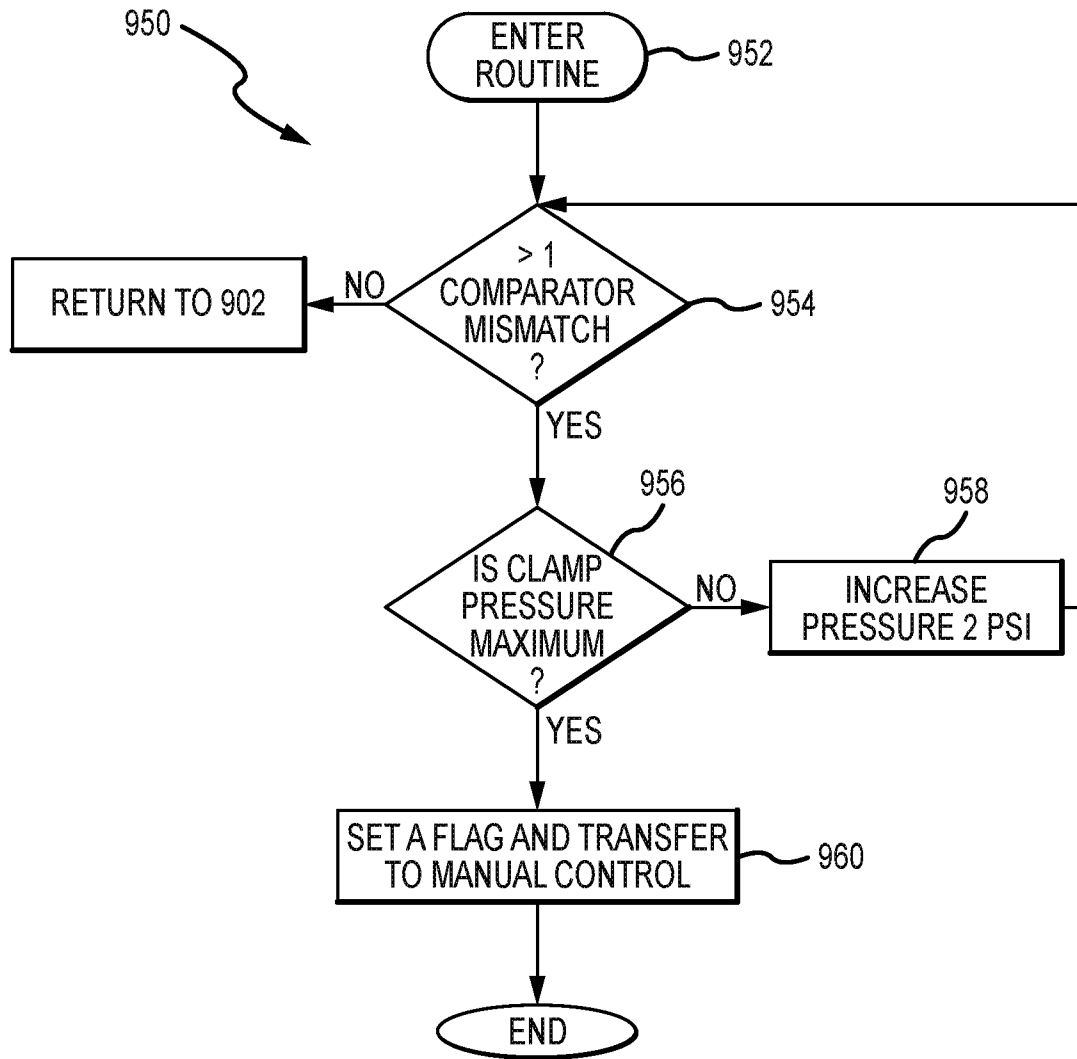 950
ENTER
ROUTINE
952
> 1
COMPARATOR
MISMATCH
?
954
NO
RETURN TO 902
YES
956
IS CLAMP
PRESSURE
MAXIMUM
?
NO
958
INCREASE
PRESSURE 2 PSI
YES
SET A FLAG AND TRANSFER
TO MANUAL CONTROL
960
END